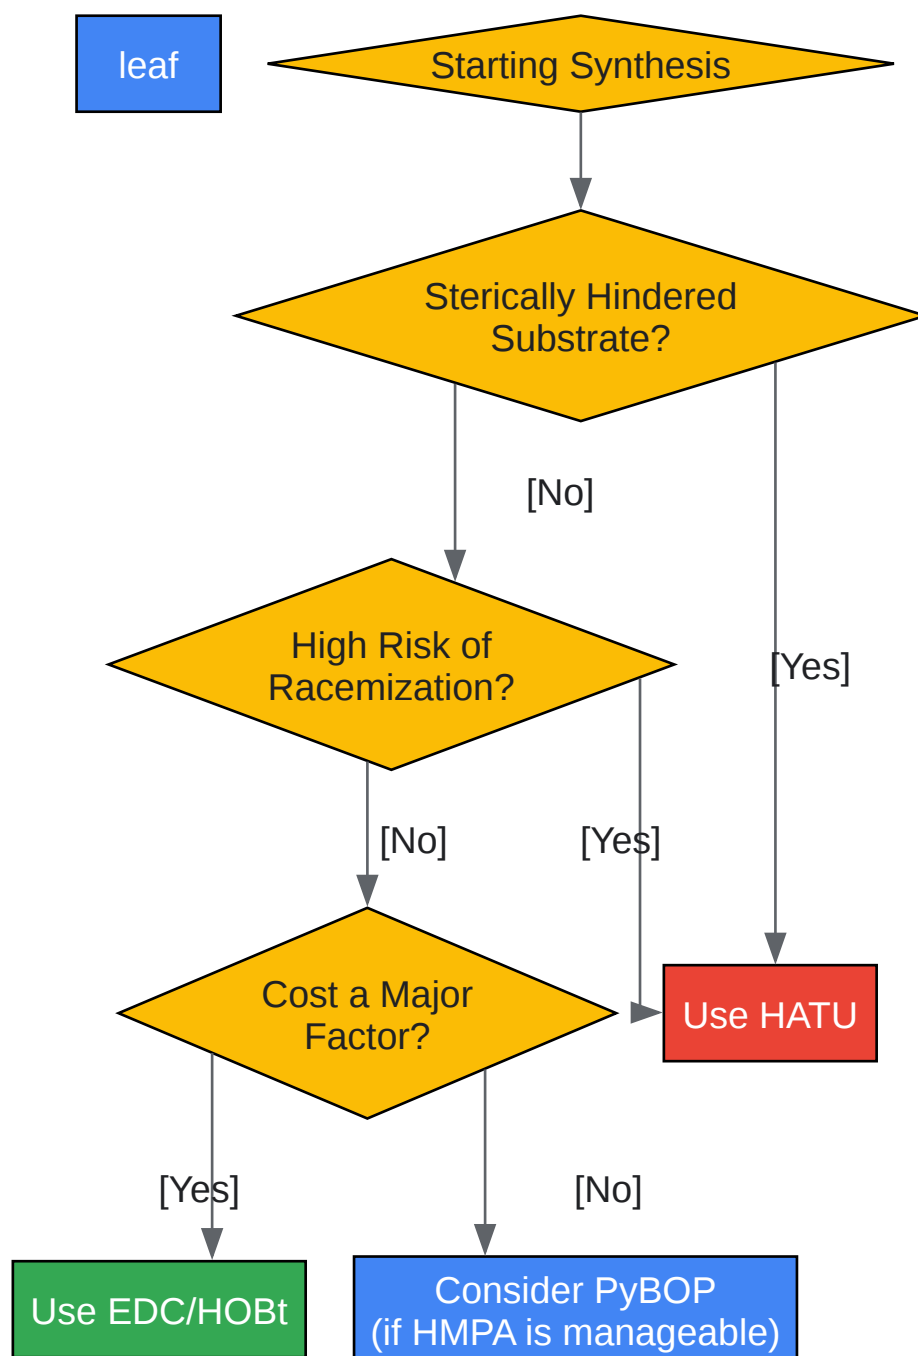 leaf
Starting Synthesis
Sterically Hindered
Substrate?
[No]
[Yes]
High Risk of
Racemization?
[No]
[Yes]
Cost a Major
Factor?
Use HATU
[Yes]
[No]
Use EDC/HOBt
Consider PyBOP
(if HMPA is manageable)